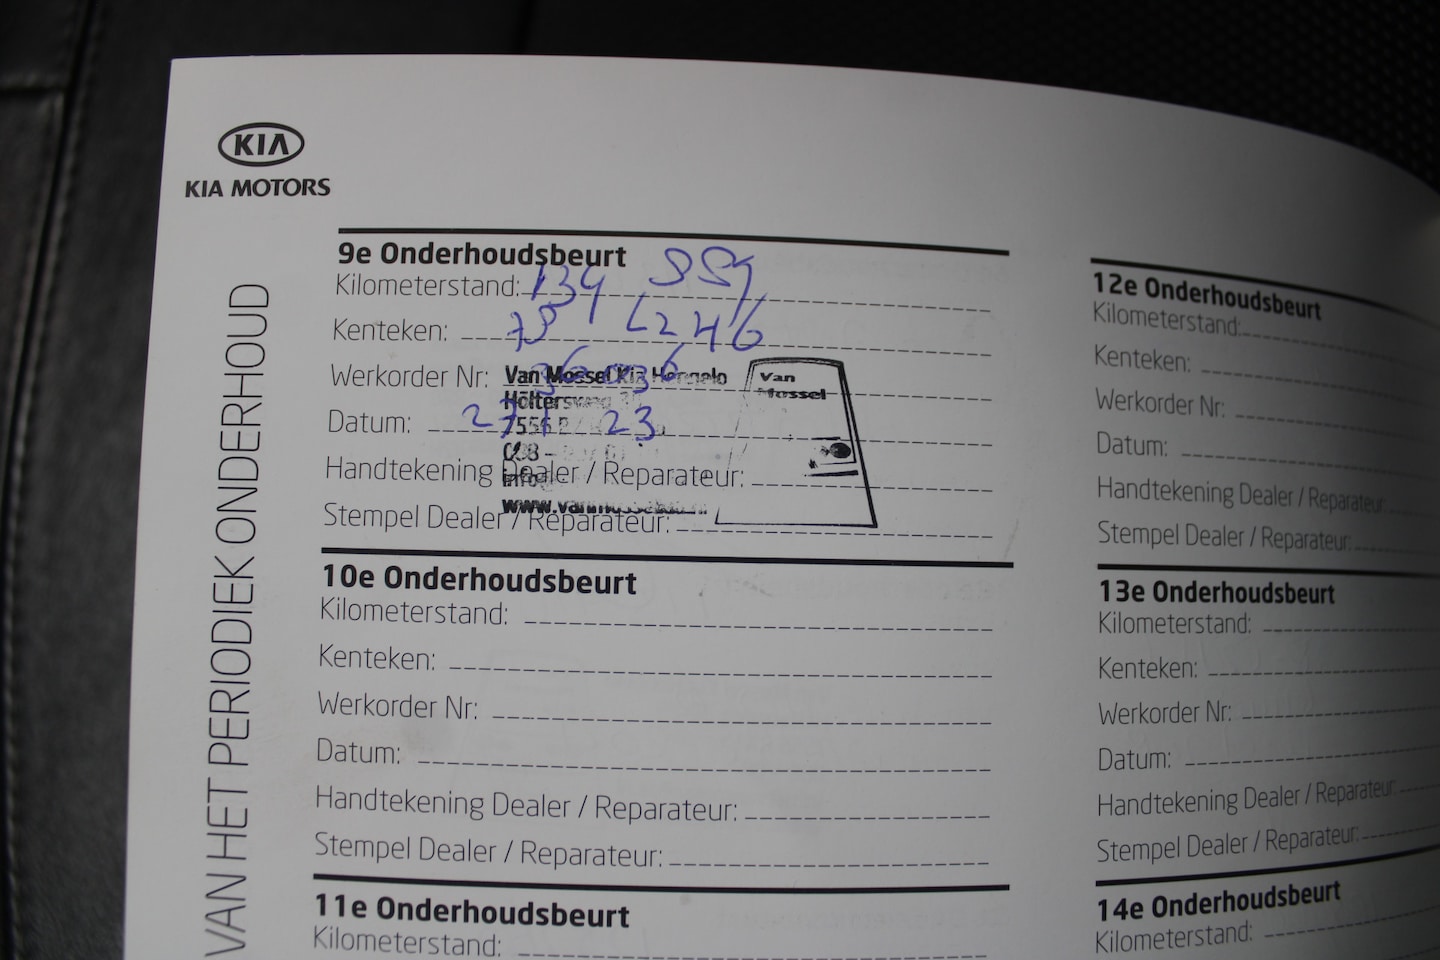 KIA
KIA MOTORS
VAN HET PERIODIEK ONDERHOUD
9e Onderhoudsbeurt
Kilometerstand:
Kenteken:
Werkorder Nr: Van Mossel Kia Hengelo
Datum: 23
Handtekening Dealer / Reparateur:
Stempel Dealer / Reparateur:
Van
Mossel
10e Onderhoudsbeurt
Kilometerstand:
Kenteken:
Werkorder Nr:
Datum:
Handtekening Dealer / Reparateur:
Stempel Dealer / Reparateur:
11e Onderhoudsbeurt
Kilometerstand:
12e Onderhoudsbeurt
Kilometerstand:
Kenteken:
Werkorder Nr:
Datum:
Handtekening Dealer / Reparateur:
Stempel Dealer / Reparateur:
13e Onderhoudsbeurt
Kilometerstand:
Kenteken:
Werkorder Nr:
Datum:
Handtekening Dealer / Reparateur:
Stempel Dealer / Reparateur:
14e Onderhoudsbeurt
Kilometerstand: